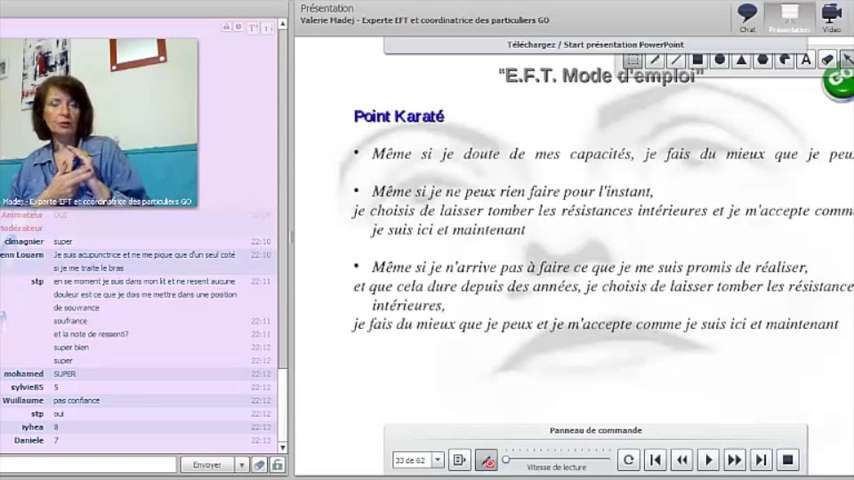 Présentation
Valerie Madej - Experte EFT et coordinatrice des particuliers GO
Chat
Présentation
Video
Téléchargez / Start présentation PowerPoint
"E.F.T. Mode d'emploi"
GO
Point Karaté
• Même si je doute de mes capacités, je fais du mieux que je peux
• Même si je ne peux rien faire pour l'instant,
je choisis de laisser tomber les résistances intérieures et je m'accepte comme
je suis ici et maintenant
• Même si je n'arrive pas à faire ce que je me suis promis de réaliser,
et que cela dure depuis des années, je choisis de laisser tomber les résistances
intérieures,
je fais du mieux que je peux et je m'accepte comme je suis ici et maintenant
Panneau de commande
33 de 62
Vitesse de lecture
Madej - Experte EFT et coordinatrice des particuliers GO
Animateur oui 22:09
Modérateur
clmagnier super 22:10
enn Louarn Je suis acupunctrice et ne me pique que d'un seul coté 22:10
si je me traite le bras
stp en se moment je suis dans mon lit et ne resent aucune
douleur est ce que je dois me mettre dans une position
de souvrance
soufrance 22:11
et la note de ressenti? 22:11
super bien 22:12
super 22:12
mohamed SUPER 22:12
sylvie85 5 22:12
Wuillaume pas confiance 22:12
stp oui 22:12
iyhea 8 22:13
Daniele 7 22:13
Envoyer